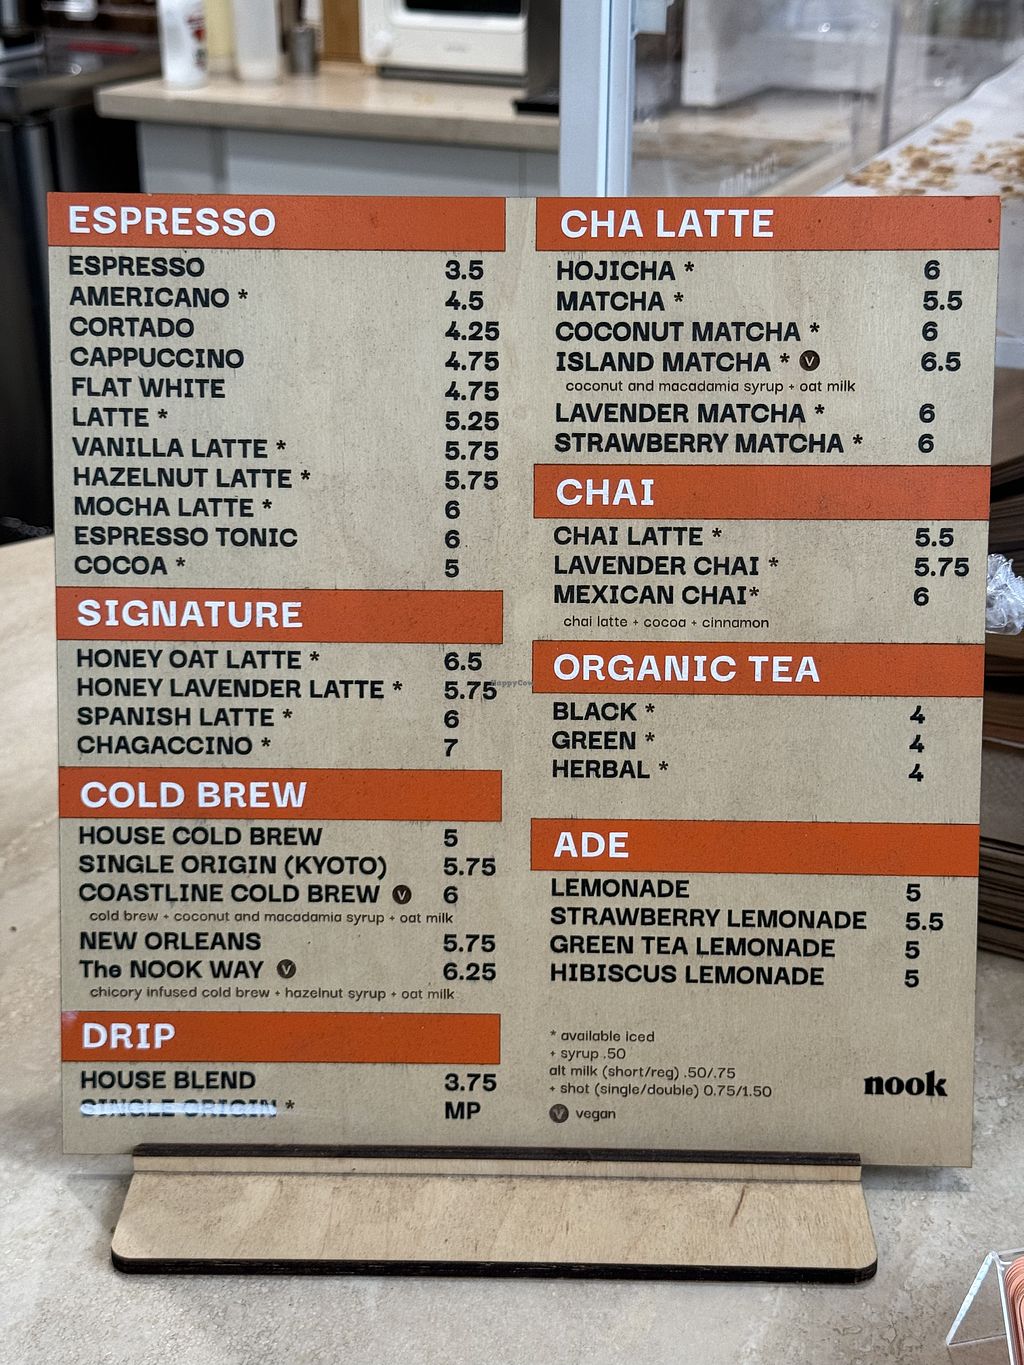 ESPRESSO
ESPRESSO 3.5
AMERICANO * 4.5
CORTADO 4.25
CAPPUCCINO 4.75
FLAT WHITE 4.75
LATTE * 5.25
VANILLA LATTE * 5.75
HAZELNUT LATTE * 5.75
MOCHA LATTE * 6
ESPRESSO TONIC 6
COCOA * 5
SIGNATURE
HONEY OAT LATTE * 6.5
HONEY LAVENDER LATTE * 5.75
SPANISH LATTE * 6
CHAGACCINO * 7
COLD BREW
HOUSE COLD BREW 5
SINGLE ORIGIN (KYOTO) 5.75
COASTLINE COLD BREW V 6
cold brew + coconut and macadamia syrup + oat milk
NEW ORLEANS 5.75
The NOOK WAY V 6.25
chicory infused cold brew + hazelnut syrup + oat milk
DRIP
HOUSE BLEND 3.75
SINGLE ORIGIN * MP
CHA LATTE
HOJICHA * 6
MATCHA * 5.5
COCONUT MATCHA * 6
ISLAND MATCHA * V 6.5
coconut and macadamia syrup + oat milk
LAVENDER MATCHA * 6
STRAWBERRY MATCHA * 6
CHAI
CHAI LATTE * 5.5
LAVENDER CHAI * 5.75
MEXICAN CHAI* 6
chai latte + cocoa + cinnamon
ORGANIC TEA
BLACK * 4
GREEN * 4
HERBAL * 4
ADE
LEMONADE 5
STRAWBERRY LEMONADE 5.5
GREEN TEA LEMONADE 5
HIBISCUS LEMONADE 5
* available iced
+ syrup .50
alt milk (short/reg) .50/.75
+ shot (single/double) 0.75/1.50
V vegan
nook
HappyCow